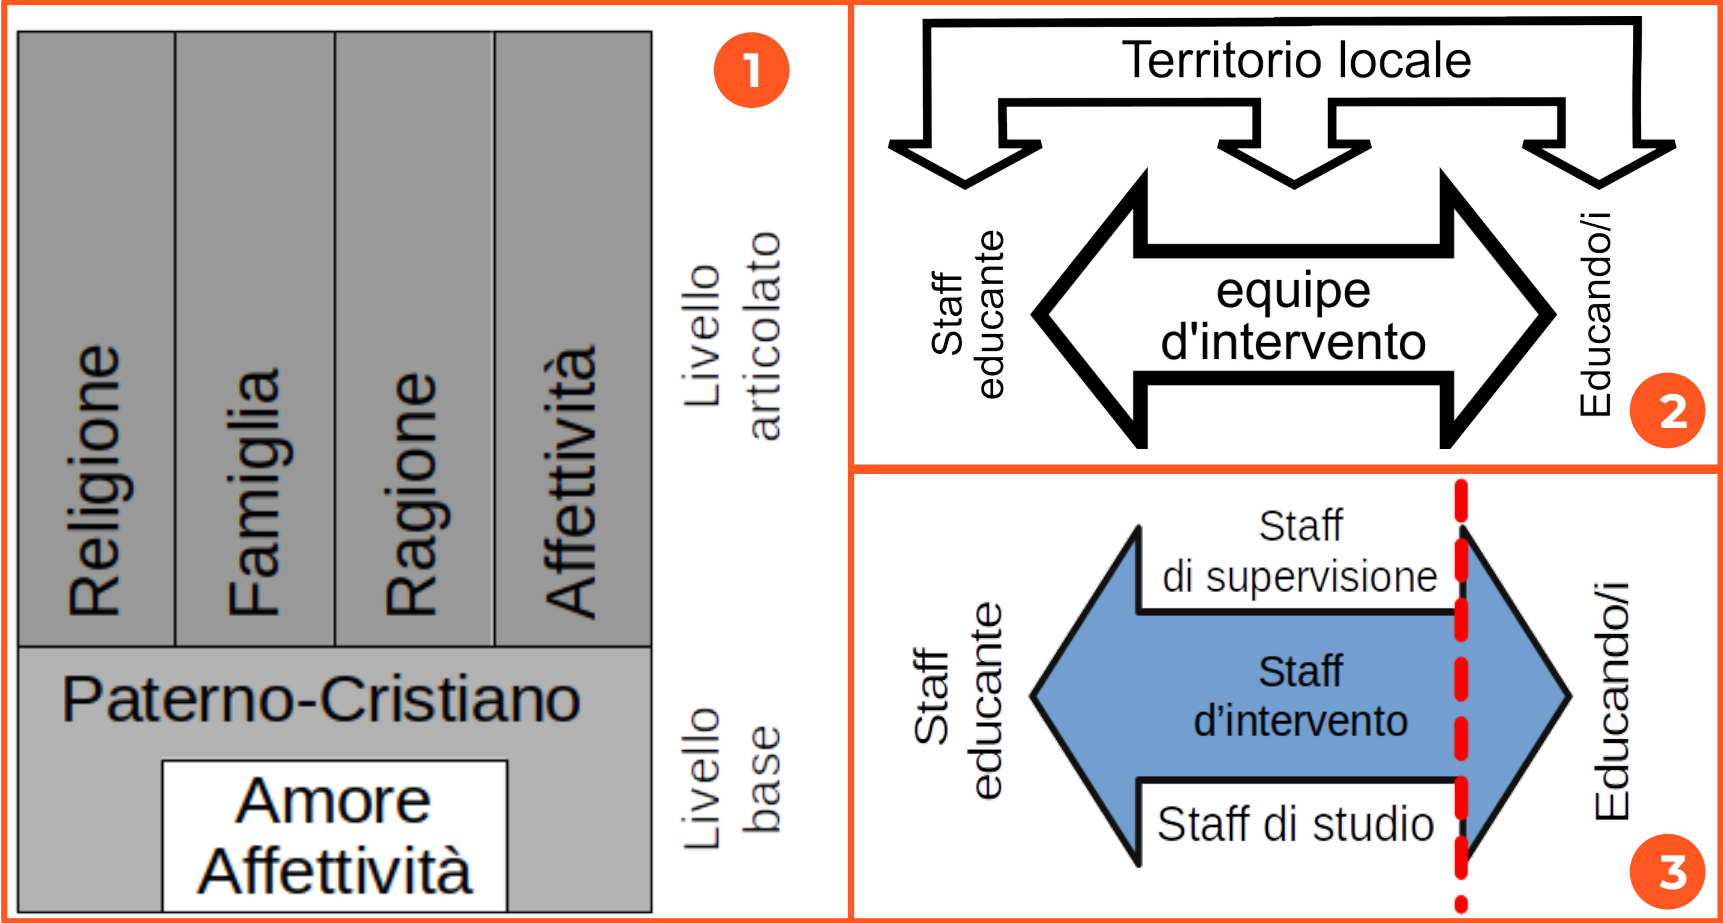 1
Religione
Famiglia
Ragione
Affettività
Livello
articolato
Paterno-Cristiano
Amore
Affettività
Livello
base
Territorio locale
Staff
educante
equipe
d'intervento
Educando/i
2
Staff
di supervisione
Staff
educante
Staff
d’intervento
Educando/i
Staff di studio
3